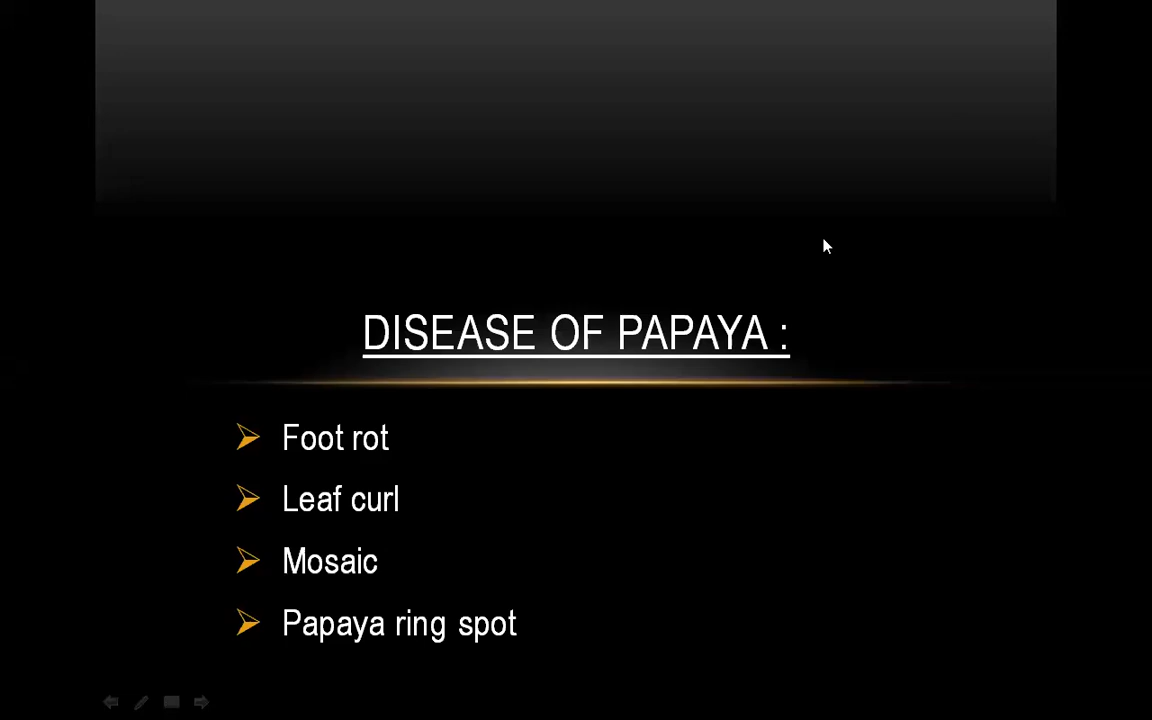 DISEASE OF PAPAYA :
Foot rot
Leaf curl
Mosaic
Papaya ring spot